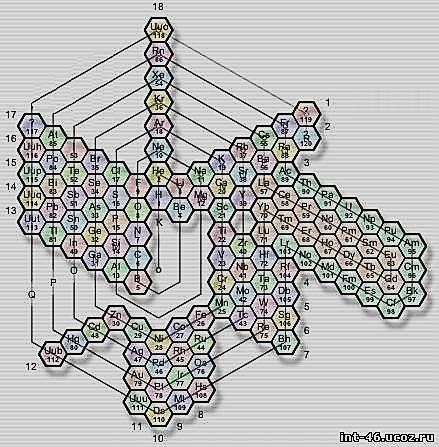 18
Uuo 118
Rn 86
Xe 54
Kr 36
Ar 18
Ne 10
He 2
H 1
1
2
? 119
? 120
17
16
15
14
13
117
Uuh 116
Uup 115
Uuq 114
Uut 113
At 85
Po 84
Bi 83
Pb 82
Tl 81
53
Te 52
Sb 51
Sn 50
In 49
Br 35
Se 34
As 33
Ge 32
Ga 31
Cl 17
S 16
P 15
Si 14
Al 13
F 9
O 8
N 7
C 6
B 5
Li 3
Be 4
Na 11
Mg 12
K 19
Ca 20
Sc 21
Ti 22
V 23
Cr 24
Mn 25
Rb 37
Sr 38
Y 39
Zr 40
Nb 41
Mo 42
Tc 43
Cs 55
Ba 56
La 57
Yb 70
Lu 71
Hf 72
Ta 73
W 74
Re 75
Fr 87
Ra 88
Ac 89
Ce 58
Tm 69
Lr 103
Rf 104
Db 105
Sg 106
Bh 107
Th 90
Pa 91
U 92
Np 93
Pu 94
Am 95
Cm 96
Bk 97
Cf 98
Es 99
Fm 100
Md 101
No 102
Pr 59
Nd 60
Pm 61
Sm 62
Eu 63
Gd 64
Tb 65
Dy 66
Ho 67
Er 68
K
L
M
N
O
P
Q
3
4
5
6
7
Zn 30
Cu 29
Ni 28
Co 27
Fe 26
Cd 48
Ag 47
Pd 46
Rh 45
Ru 44
Hg 80
Au 79
Pt 78
Ir 77
Os 76
Uub 112
Uuu 111
Ds 110
Mt 109
Hs 108
12
11
10
9
8
int-46.ucoz.ru